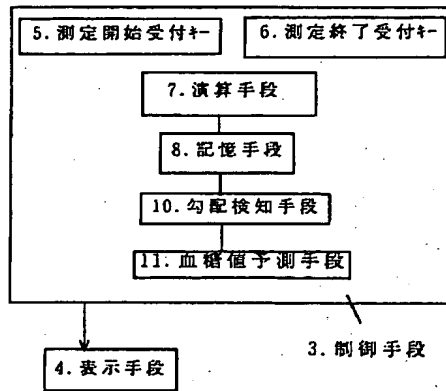 5.測定開始受付キー
6.測定終了受付キー
7.演算手段
8.記憶手段
10.勾配検知手段
11.血糖値予測手段
3.制御手段
4.表示手段